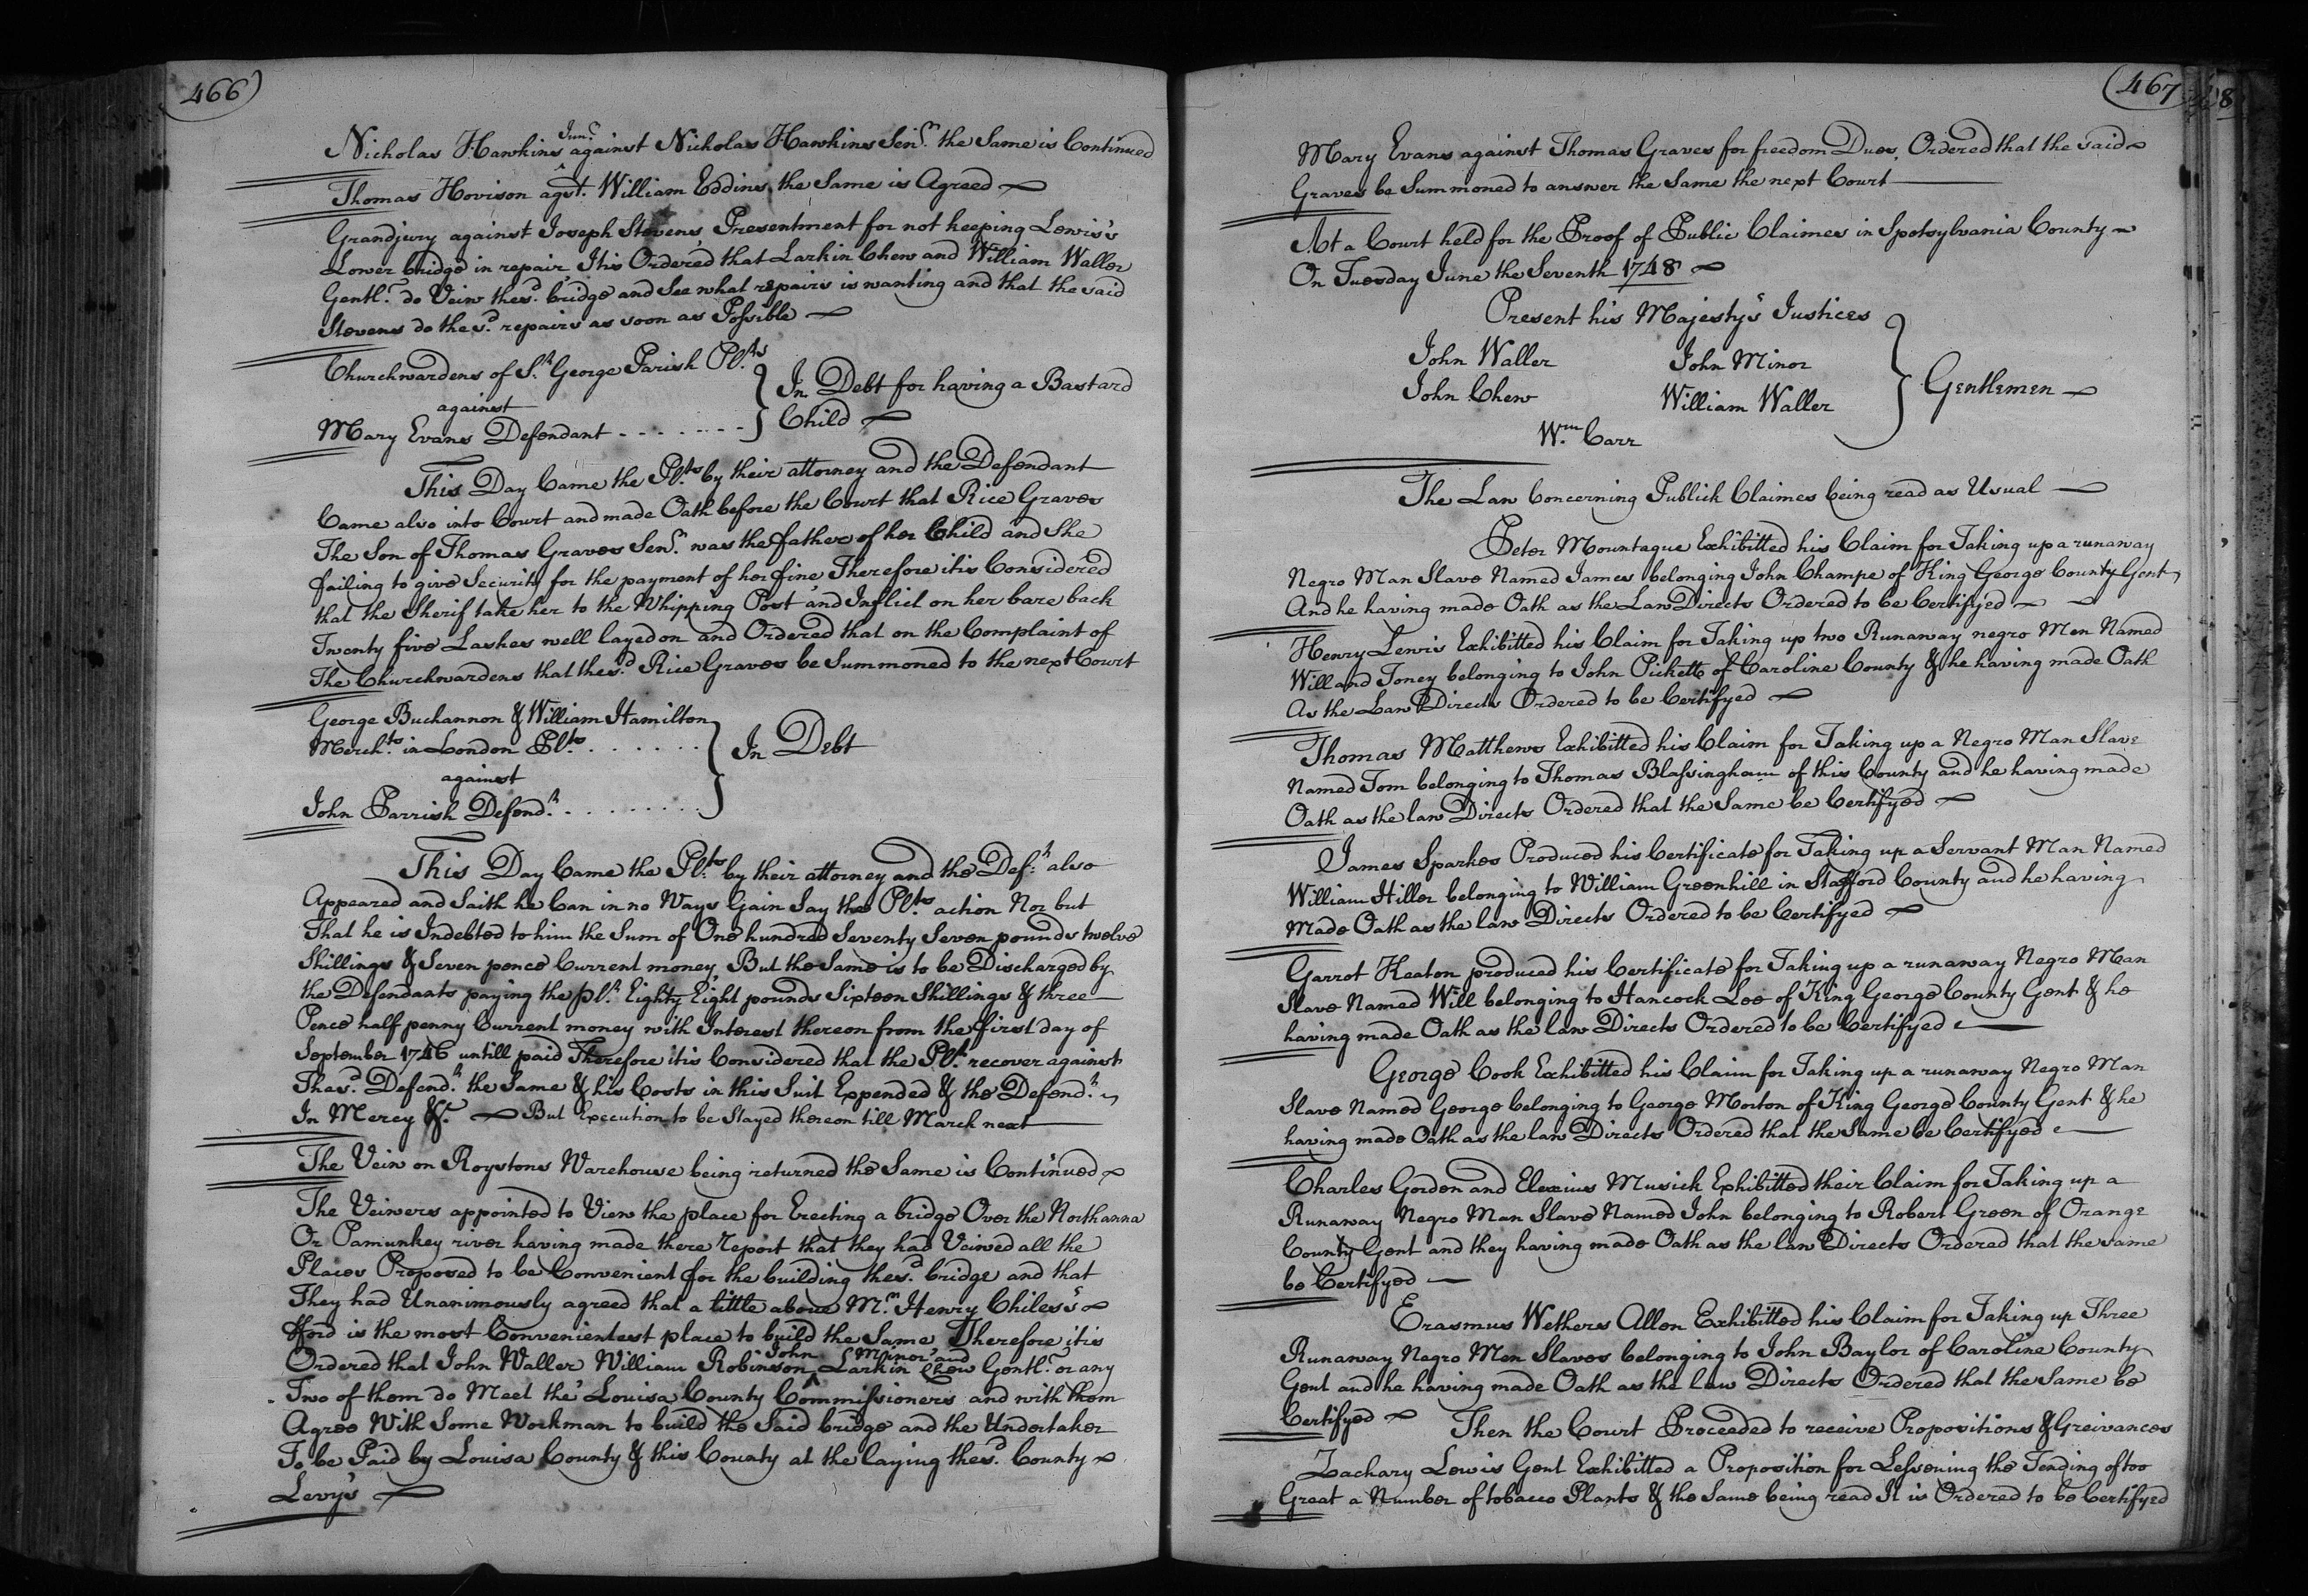 466)
Nicholas Hawkins Junr. against Nicholas Hawkins Senr. the Same is Continued
Thomas Hovison agst. William Eddins, the Same is Agreed
Grandjury against Joseph Stevens, Presentment for not keeping Lewis's
Lower bridge in repair, Itis Ordered that Larkin Chew and William Waller
Gentl. do Vein the sd. bridge and See what repairs is wanting and that the said
Stevens do the sd. repairs as soon as Possible
Churchwardens of St. George Parish Plts.
against
Mary Evans Defendant
In Debt for having a Bastard
Child
This Day Came the Plts. by their attorney and the Defendant
Came also into Court and made Oath before the Court that Rice Graves
The Son of Thomas Graves Senr. was the father of her Child and She
failing to give Security for the payment of her fine, Therefore itis Considered
that the Sherif take her to the Whipping Post and Inflict on her bare back
Twenty five Lashes well layed on and Ordered that on the Complaint of
The Churchwardens that the sd. Rice Graves be Summoned to the next Court
George Buchannon & William Hamilton
Mercht.s in London Plts.
against
John Parrish Defendt.
In Debt
This Day Came the Plts. by their attorney and the Deft. also
Appeared and Saith he Can in no Ways Gain Say the Plts. action Nor but
That he is Indebted to him the Sum of One hundred Seventy Seven pounds twelve
Shillings & Seven pence Current money, But the Same is to be Discharged by
the Defendants paying the plt. Eighty Eight pounds Sixteen Shillings & three
Pence half penny Current money with Interest thereon from the first day of
September 1746 untill paid Therefore itis Considered that the Plt. recover against
The sd. Defendt. the Same & his Costs in this Suit Expended & the Defendt.
In Mercy &c. But Execution to be Stayed thereon till March next
The Vein on Roystons Warehouse being returned the Same is Continued
The Veiwers appointed to View the place for Erecting a bridge Over the Northanna
Or Pamunkey river having made there report that they had Veiwed all the
Places Proposed to be Convenient for the building the sd. bridge and that
They had Unanimously agreed that a little above Mr. Henry Chiles's
fford is the most Convenientest place to build the Same Therefore itis
Ordered that John Waller William Robinson John Minor and Larkin Chew Gentl. or any
Two of them do Meet the Louisa County Commissioners and with them
Agree With Some Workman to build the Said bridge and the Undertaker
To be Paid by Louisa County & this County at the laying the sd. County
Levy's
(467
Mary Evans against Thomas Graves for freedom Dues, Ordered that the said
Graves be Summoned to answer the Same the next Court
At a Court held for the Proof of Public Claimes in Spotsylvania County
On Tuesday June the Seventh 1748
Present his Majesty's Justices
John Waller John Minor
John Chew William Waller
Wm. Carr
Gentlemen
The Law Concerning Publick Claimes being read as Usual
Peter Mountague Exhibitted his Claim for Taking up a runaway
Negro Man Slave Named James belonging John Champe of King George County Gent
And he having made Oath as the Law Directs Ordered to be Certifyed
Henry Lewis Exhibitted his Claim for Taking up two Runaway negro Men Named
Will and Toney belonging to John Pickett of Caroline County & he having made Oath
As the Law Directs Ordered to be Certifyed
Thomas Matthews Exhibitted his Claim for Taking up a Negro Man Slave
Named Tom belonging to Thomas Blassingham of this County and he having made
Oath as the law Directs Ordered that the Same be Certifyed
James Sparkes Produced his Certificate for Taking up a Servant Man Named
William Hiller belonging to William Greenhill in Stafford County and he having
Made Oath as the law Directs Ordered to be Certifyed
Garrot Heaton produced his Certificate for Taking up a runaway Negro Man
Slave Named Will belonging to Hancock Lee of King George County Gent & he
having made Oath as the law Directs Ordered to be Certifyed
George Cook Exhibitted his Claim for Taking up a runaway Negro Man
Slave Named George belonging to George Morton of King George County Gent & he
having made Oath as the law Directs Ordered that the Same be Certifyed
Charles Gordon and Elexius Musick Exhibitted their Claim for Taking up a
Runaway Negro Man Slave Named John belonging to Robert Green of Orange
County Gent and they having made Oath as the law Directs Ordered that the same
be Certifyed
Erasmus Wethers Allen Exhibitted his Claim for Taking up Three
Runaway Negro Men Slaves belonging to John Baylor of Caroline County
Gent and he having made Oath as the law Directs Ordered that the Same be
Certifyed Then the Court Proceeded to receive Propositions & Greivances
Zachary Lewis Gent Exhibitted a Proposition for Lessening the Tending of too
Great a Number of tobacco Plants & the Same being read It is Ordered to be Certifyed